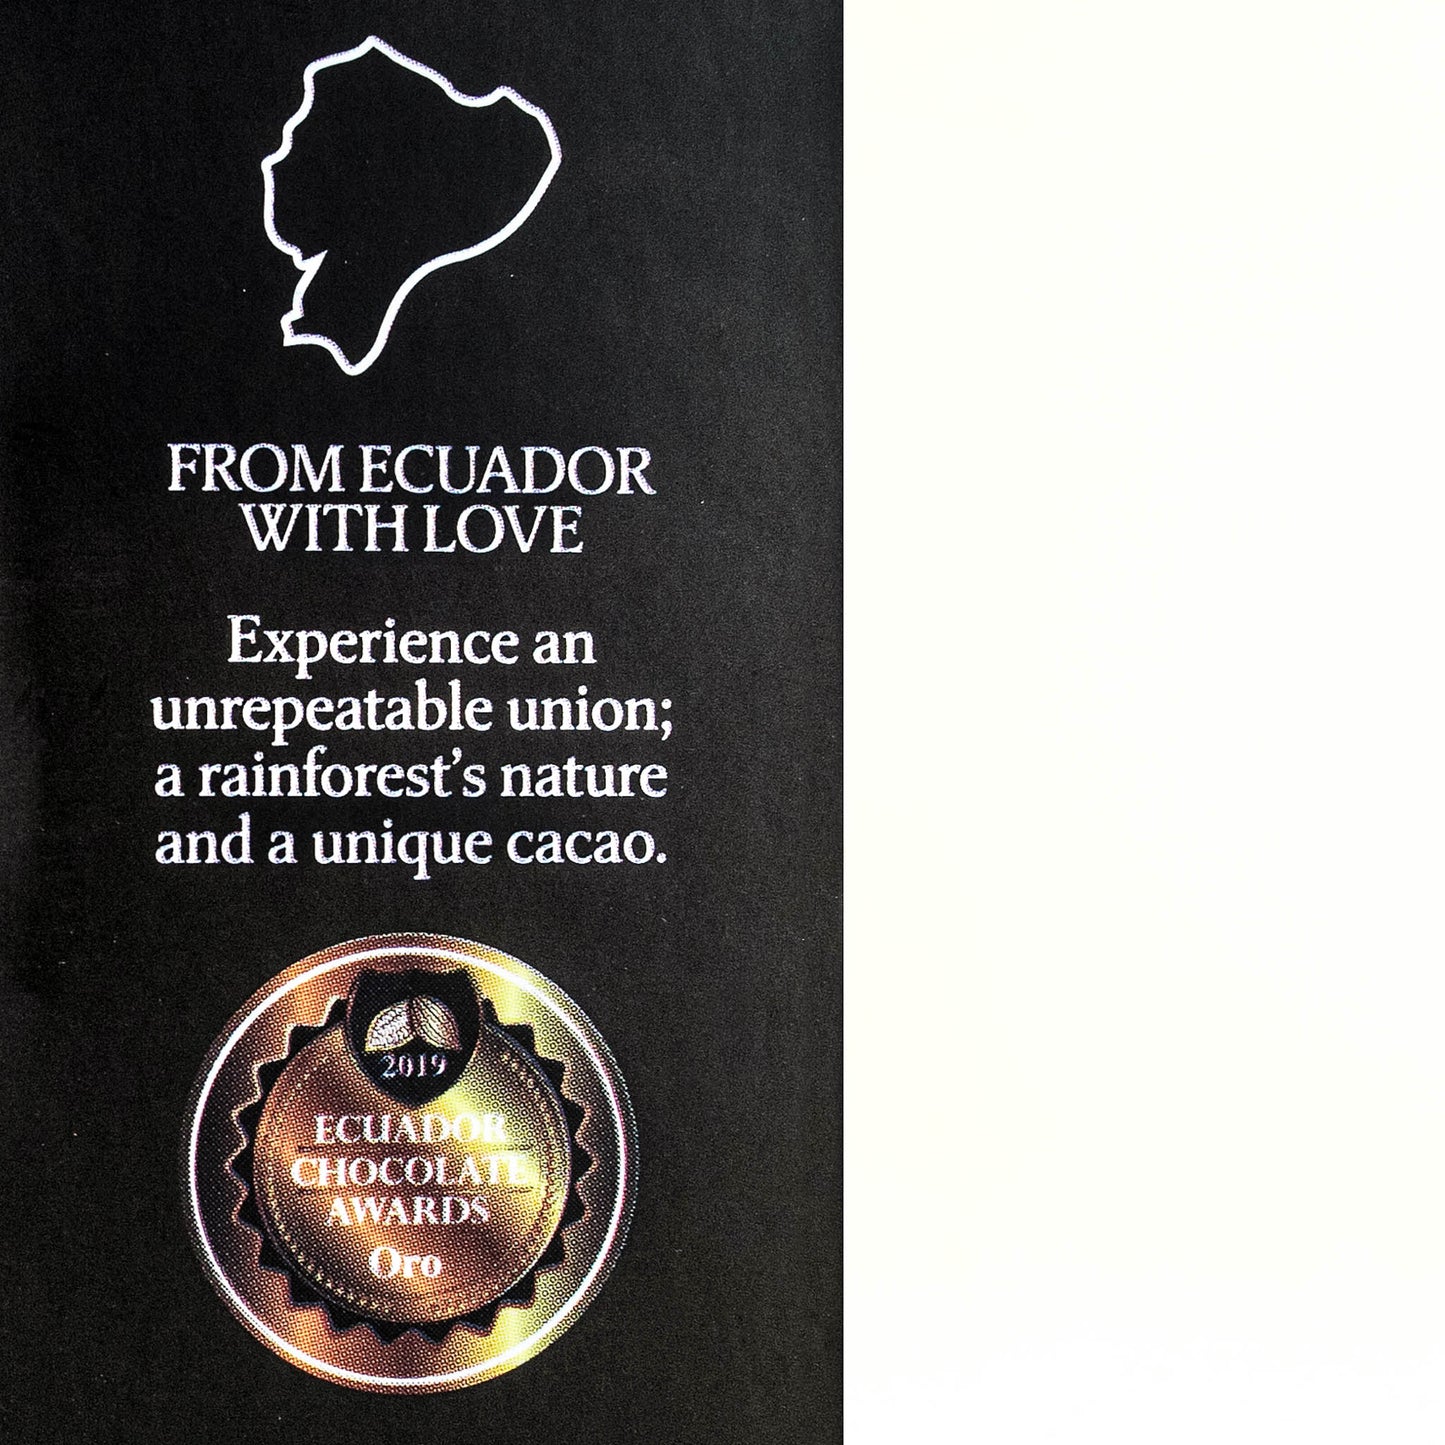 FROM ECUADOR
WITH LOVE
Experience an
unrepeatable union;
a rainforest's nature
and a unique cacao.
2019
ECUADOR
CHOCOLATE
AWARDS
Oro